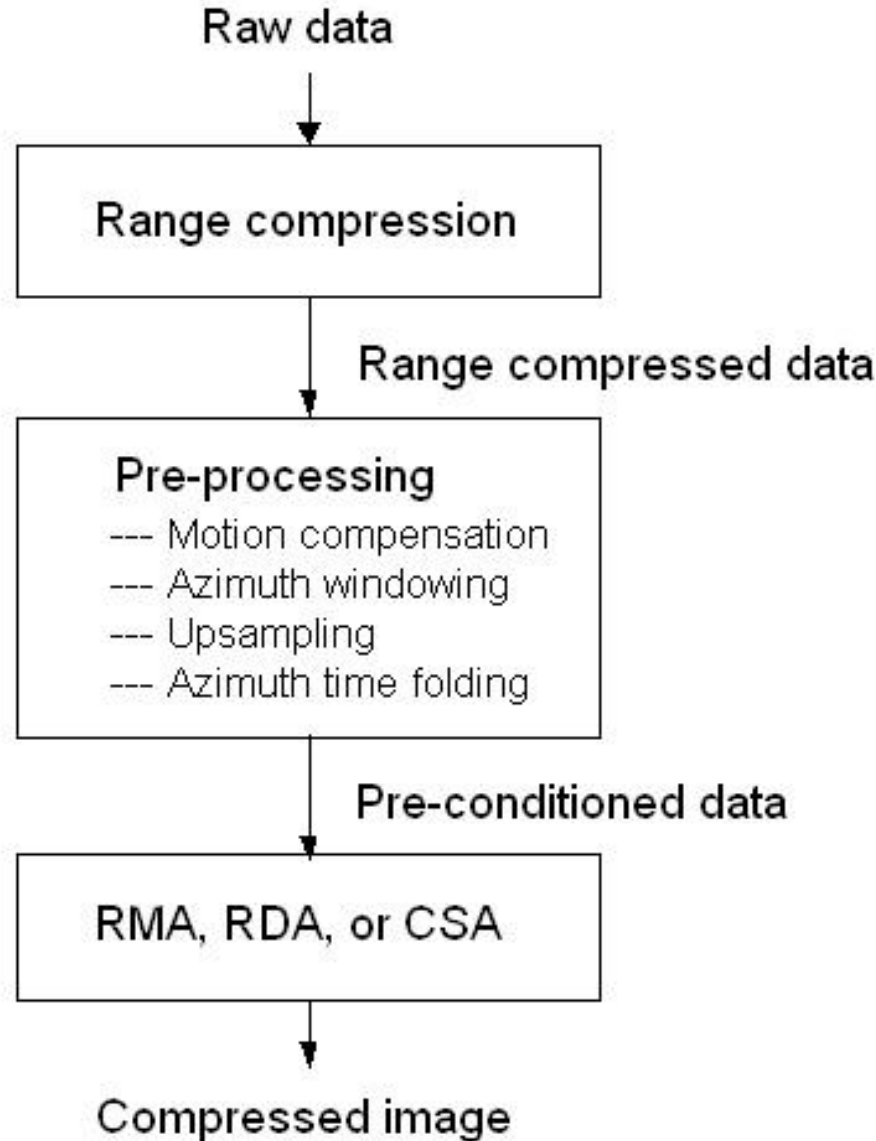 Raw data
Range compression
Range compressed data
Pre-processing
--- Motion compensation
--- Azimuth windowing
--- Upsampling
--- Azimuth time folding
Pre-conditioned data
RMA, RDA, or CSA
Compressed image